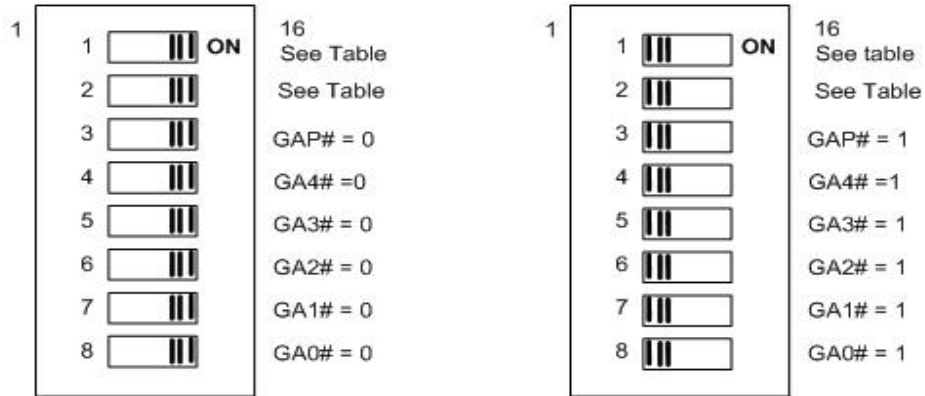 1
16
1 ON See Table
2 See Table
3 GAP# = 0
4 GA4# =0
5 GA3# = 0
6 GA2# = 0
7 GA1# = 0
8 GA0# = 0
1
16
1 ON See table
2 See Table
3 GAP# = 1
4 GA4# =1
5 GA3# = 1
6 GA2# = 1
7 GA1# = 1
8 GA0# = 1